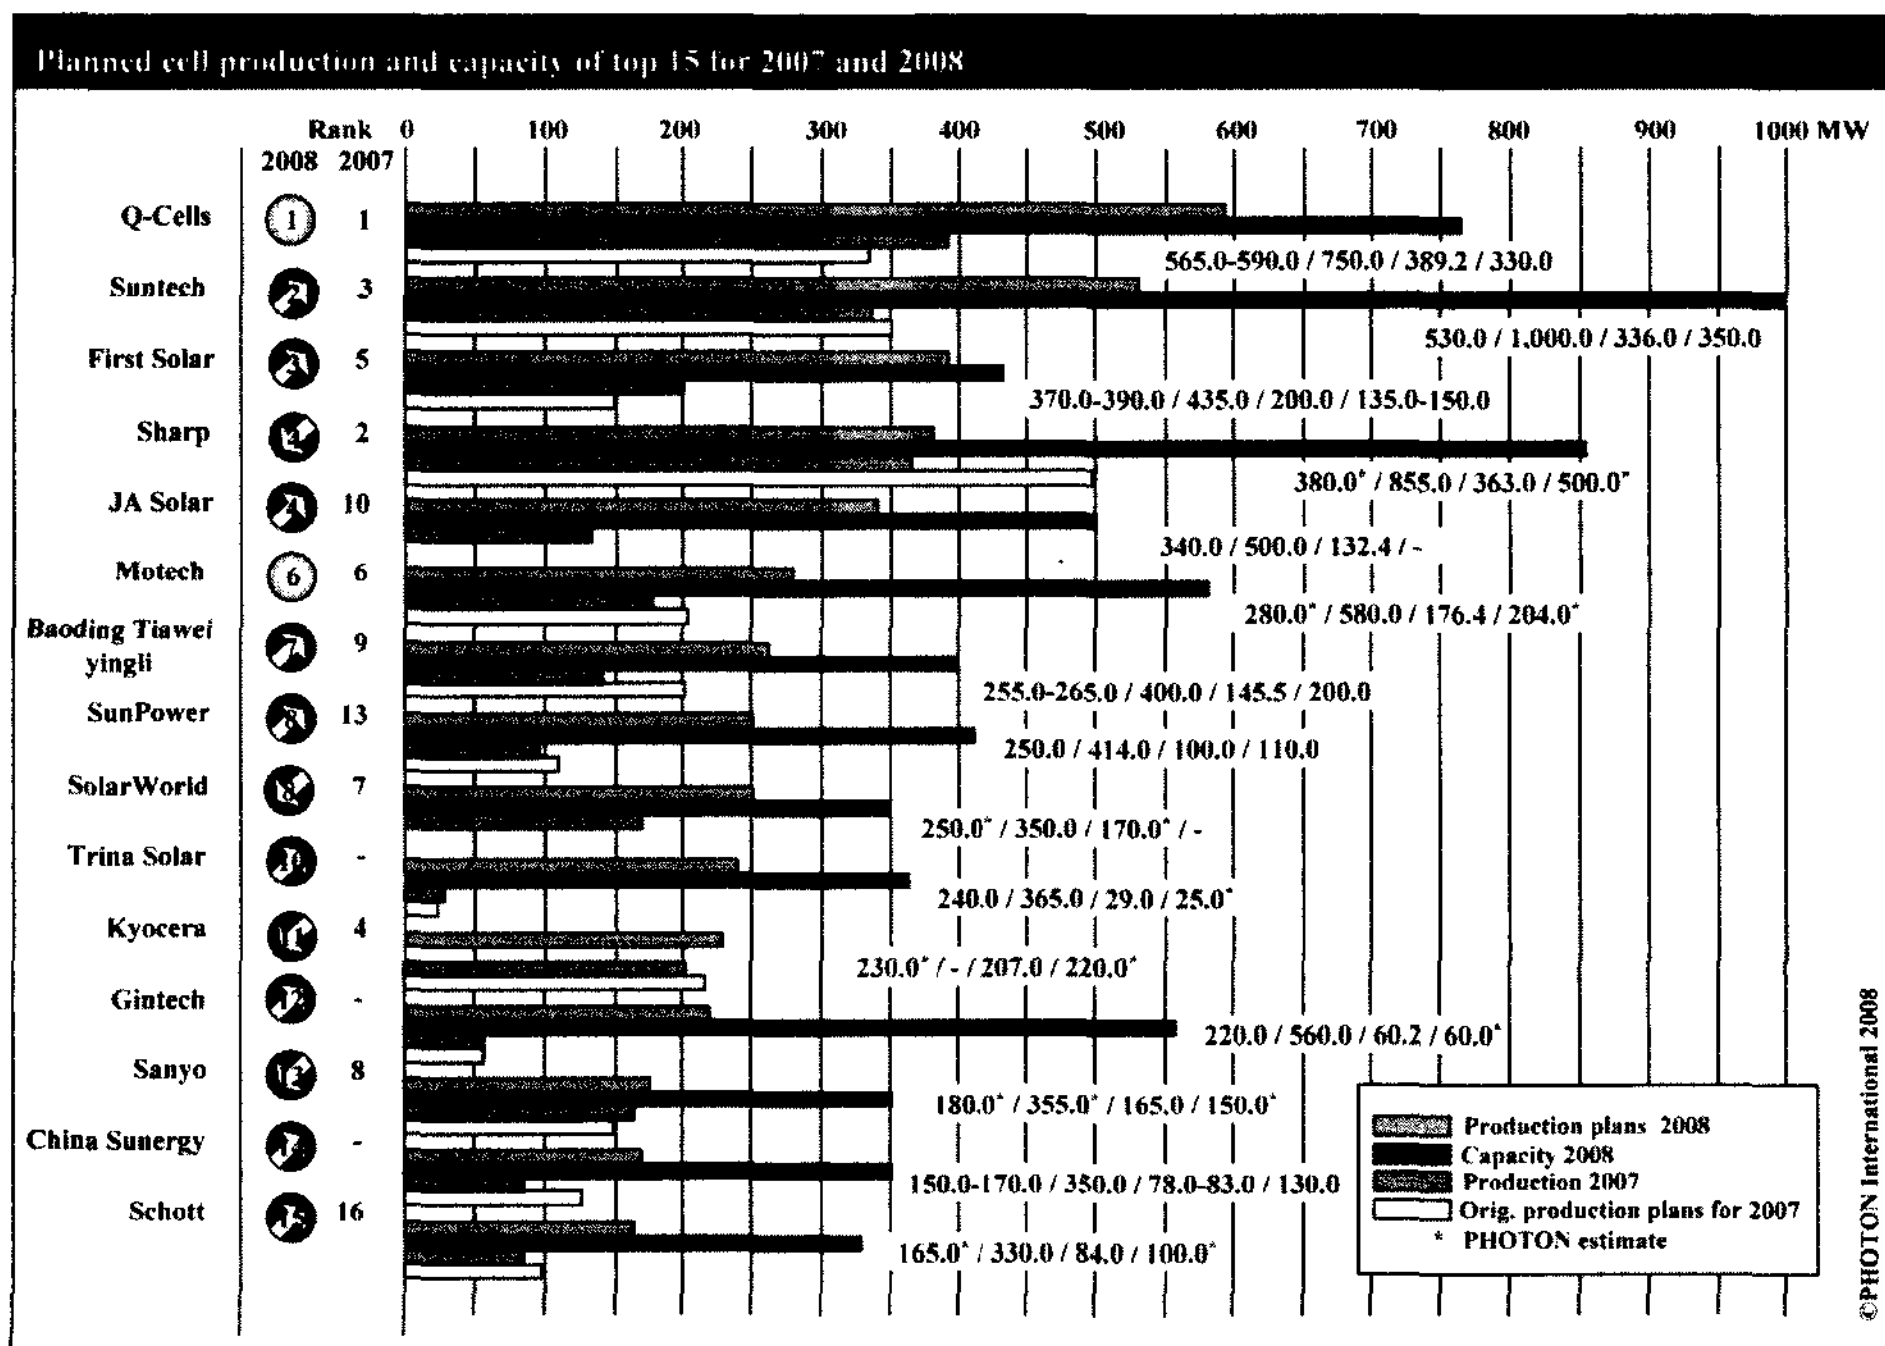 Planned cell production and capacity of top 15 for 2007 and 2008
Rank 0 100 200 300 400 500 600 700 800 900 1000 MW
2008 2007
Q-Cells 1 1
565.0-590.0 / 750.0 / 389.2 / 330.0
Suntech 2 3
530.0 / 1,000.0 / 336.0 / 350.0
First Solar 3 5
370.0-390.0 / 435.0 / 200.0 / 135.0-150.0
Sharp 4 2
380.0* / 855.0 / 363.0 / 500.0*
JA Solar 4 10
340.0 / 500.0 / 132.4 / -
Motech 6 6
280.0* / 580.0 / 176.4 / 204.0*
Baoding Tiawei
yingli 7 9
255.0-265.0 / 400.0 / 145.5 / 200.0
SunPower 8 13
250.0 / 414.0 / 100.0 / 110.0
SolarWorld 8 7
250.0* / 350.0 / 170.0* / -
Trina Solar 10 -
240.0 / 365.0 / 29.0 / 25.0*
Kyocera 11 4
230.0* / - / 207.0 / 220.0*
Gintech 12 -
220.0 / 560.0 / 60.2 / 60.0*
Sanyo 13 8
180.0* / 355.0* / 165.0 / 150.0*
China Sunergy 14 -
150.0-170.0 / 350.0 / 78.0-83.0 / 130.0
Schott 15 16
165.0* / 330.0 / 84.0 / 100.0*
Production plans 2008
Capacity 2008
Production 2007
Orig. production plans for 2007
* PHOTON estimate
©PHOTON International 2008